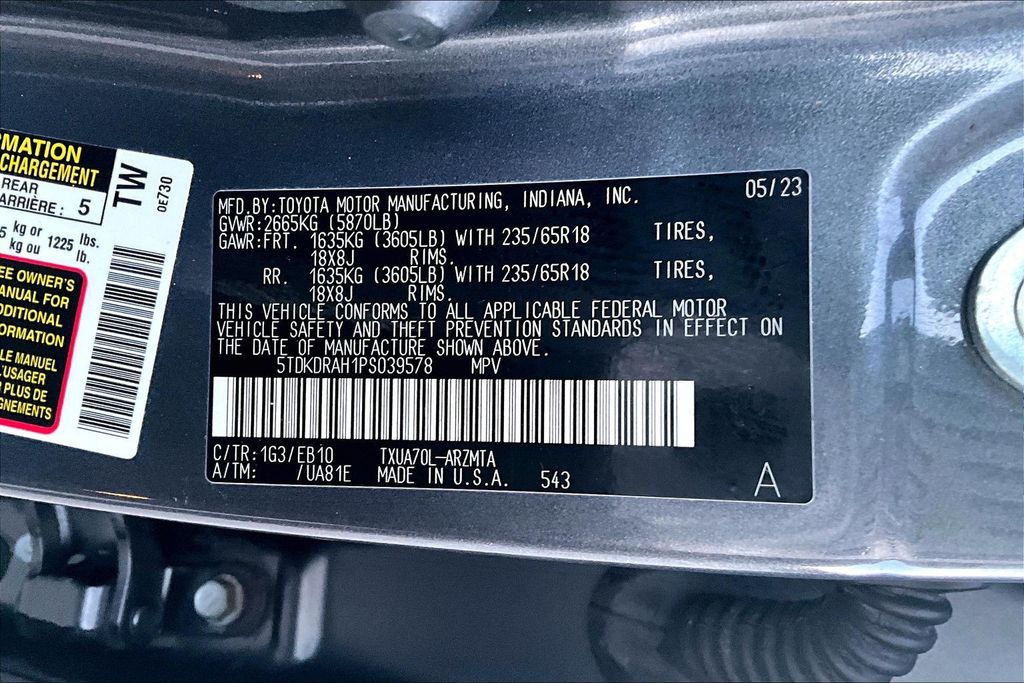 RMATION
CHARGEMENT
REAR
ARRIÈRE: 5
kg or 1225 lbs.
kg ou lb.
SEE OWNER'S
MANUAL FOR
ADDITIONAL
INFORMATION
LE MANUEL
L'USAGER
PLUS DE
GNEMENTS
TW
0E730
MFD. BY: TOYOTA MOTOR MANUFACTURING, INDIANA, INC. 05/23
GVWR: 2665KG (5870LB)
GAWR: FRT. 1635KG (3605LB) WITH 235/65R18 TIRES,
18X8J RIMS.
RR. 1635KG (3605LB) WITH 235/65R18 TIRES,
18X8J RIMS.
THIS VEHICLE CONFORMS TO ALL APPLICABLE FEDERAL MOTOR
VEHICLE SAFETY AND THEFT PREVENTION STANDARDS IN EFFECT ON
THE DATE OF MANUFACTURE SHOWN ABOVE.
5TDKDRAH1PS039578 MPV
C/TR: 1G3/EB10 TXUA70L-ARZMTA
A/TM: /UA81E MADE IN U.S.A. 543
A